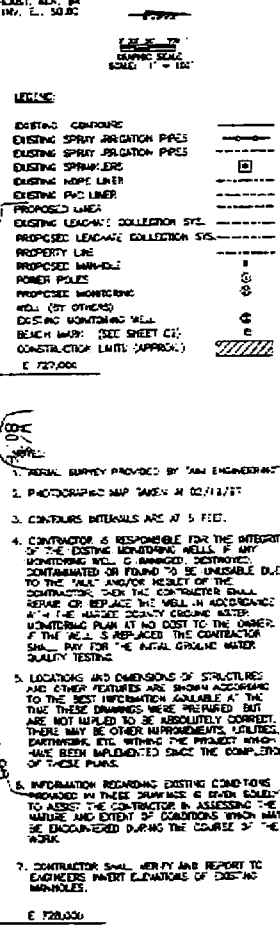 INV. E.. 50.00
GRAPHIC SCALE
SCALE: 1" = 100'
LEGEND:
EXISTING CONTOURS
EXISTING SPRAY IRRIGATION PIPES
EXISTING SPRAY IRRIGATION PIPES
EXISTING SPRINKLERS
EXISTING HDPE LINER
EXISTING PVC LINER
PROPOSED LINER
EXISTING LEACHATE COLLECTION SYS.
PROPOSED LEACHATE COLLECTION SYS.
PROPERTY LINE
PROPOSED MANHOLE
POWER POLES
PROPOSED MONITORING
WELL (BY OTHERS)
EXISTING MONITORING WELL
BENCH MARK (SEE SHEET C2)
CONSTRUCTION LIMITS (APPROX.)
E 727,000
NOTES:
1. AERIAL SURVEY PROVIDED BY ENGINEERING
2. PHOTOGRAPHIC MAP TAKEN
3. CONTOURS INTERVALS ARE AT 5 FEET.
4. CONTRACTOR IS RESPONSIBLE FOR THE INTEGRIT
OF THE EXISTING MONITORING WELLS. IF ANY
MONITORING WELL IS DAMAGED, DESTROYED,
CONTAMINATED OR FOUND TO BE UNUSABLE DUE
TO THE FAULT AND/OR NEGLECT OF THE
CONTRACTOR, THEN THE CONTRACTOR SHALL
REPAIR OR REPLACE THE WELL IN ACCORDANCE
WITH THE HARDEE COUNTY GROUND WATER
MONITORING PLAN AT NO COST TO THE OWNER.
IF THE WELL IS REPLACED THE CONTRACTOR
SHALL PAY FOR THE INITIAL GROUND WATER
QUALITY TESTING.
5. LOCATIONS AND DIMENSIONS OF STRUCTURES
AND OTHER FEATURES ARE SHOWN ACCORDING
TO THE BEST INFORMATION AVAILABLE AT THE
TIME THESE DRAWINGS WERE PREPARED BUT
ARE NOT IMPLIED TO BE ABSOLUTELY CORRECT.
THERE MAY BE OTHER IMPROVEMENTS, UTILITIES,
EARTHWORK, ETC. WITHIN THE PROJECT WHICH
HAVE BEEN IMPLEMENTED SINCE THE COMPLETION
OF THESE PLANS.
6. INFORMATION REGARDING EXISTING CONDITIONS
PROVIDED IN THESE DRAWINGS IS GIVEN SOLELY
TO ASSIST THE CONTRACTOR IN ASSESSING THE
NATURE AND EXTENT OF CONDITIONS WHICH MAY
BE ENCOUNTERED DURING THE COURSE OF THE
WORK.
7. CONTRACTOR SHALL VERIFY AND REPORT TO
ENGINEERS INVERT ELEVATIONS OF EXISTING
MANHOLES.
E 728,000